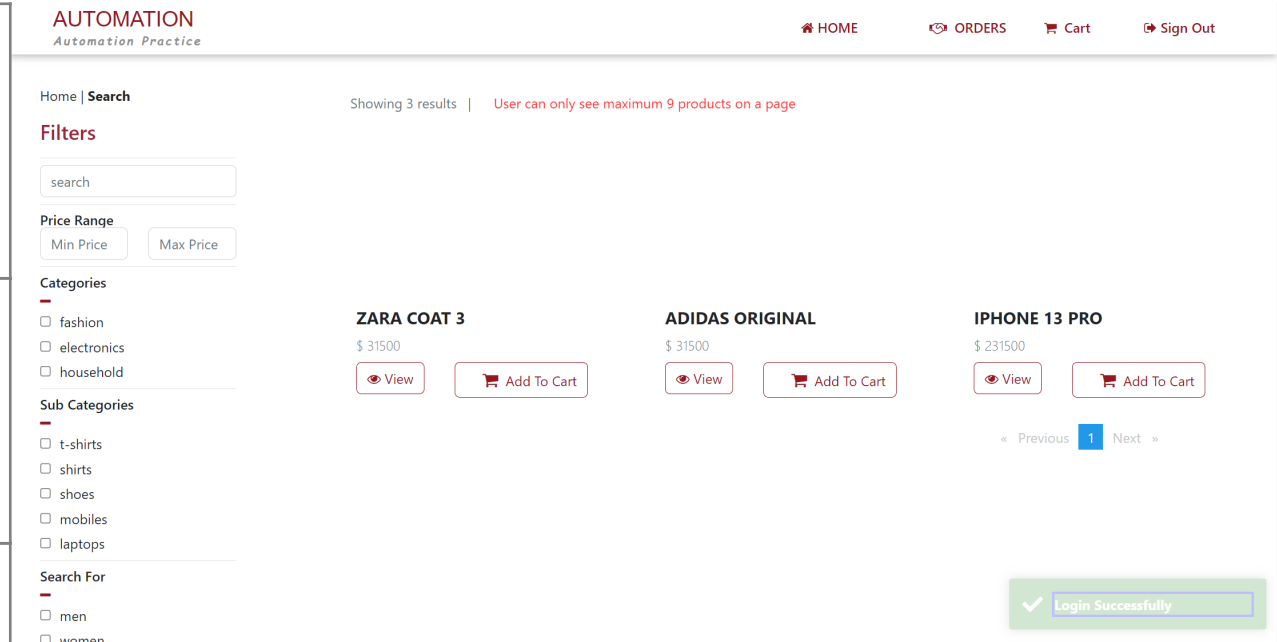 AUTOMATION
Automation Practice
HOME
ORDERS
Cart
Sign Out
Home | Search
Showing 3 results | User can only see maximum 9 products on a page
Filters
search
Price Range
Min Price
Max Price
Categories
fashion
electronics
household
Sub Categories
t-shirts
shirts
shoes
mobiles
laptops
Search For
men
women
ZARA COAT 3
$ 31500
View
Add To Cart
ADIDAS ORIGINAL
$ 31500
View
Add To Cart
IPHONE 13 PRO
$ 231500
View
Add To Cart
« Previous 1 Next »
Login Successfully